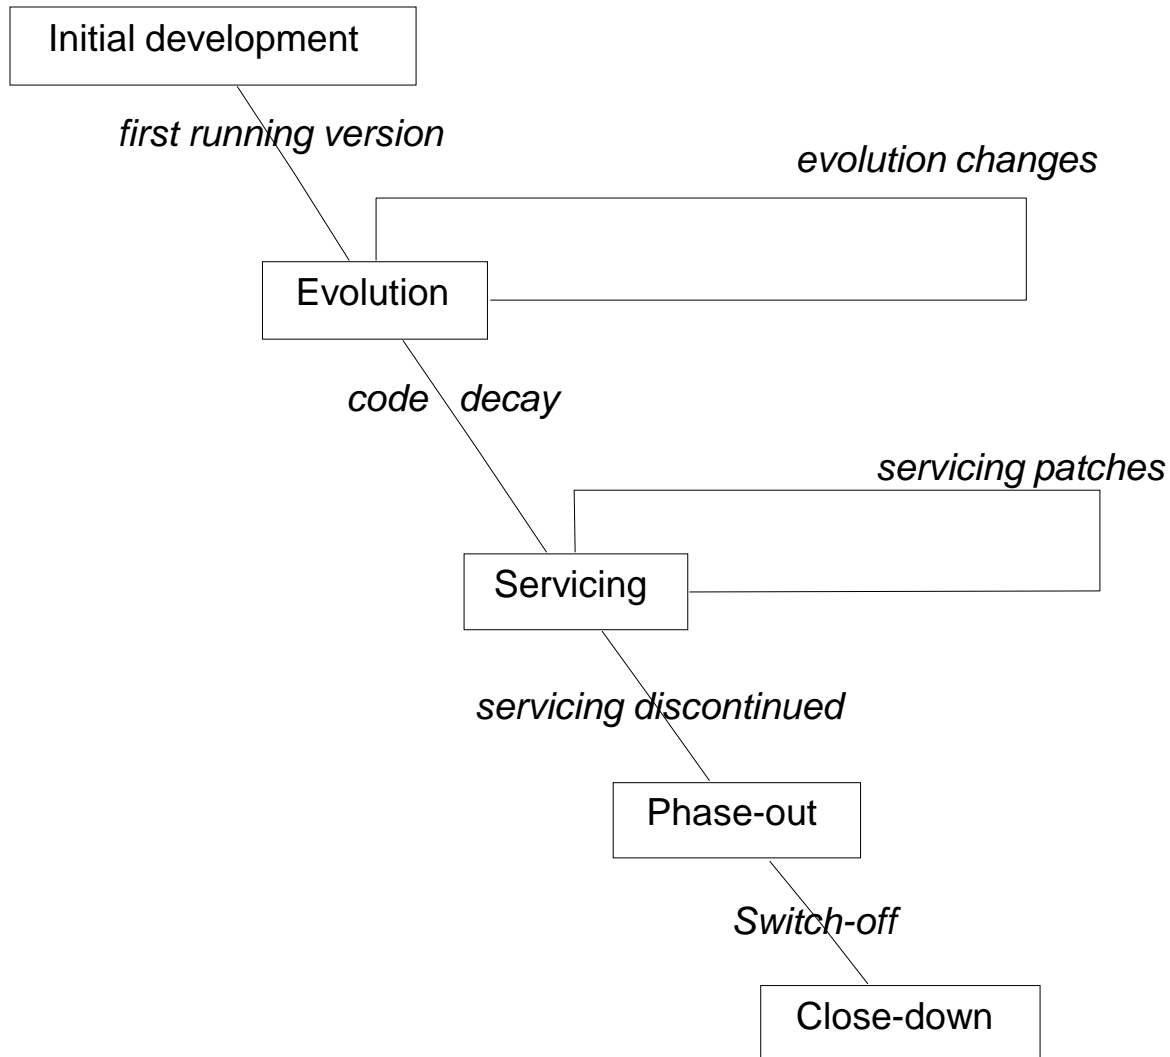 Initial development
first running version
evolution changes
Evolution
code decay
servicing patches
Servicing
servicing discontinued
Phase-out
Switch-off
Close-down